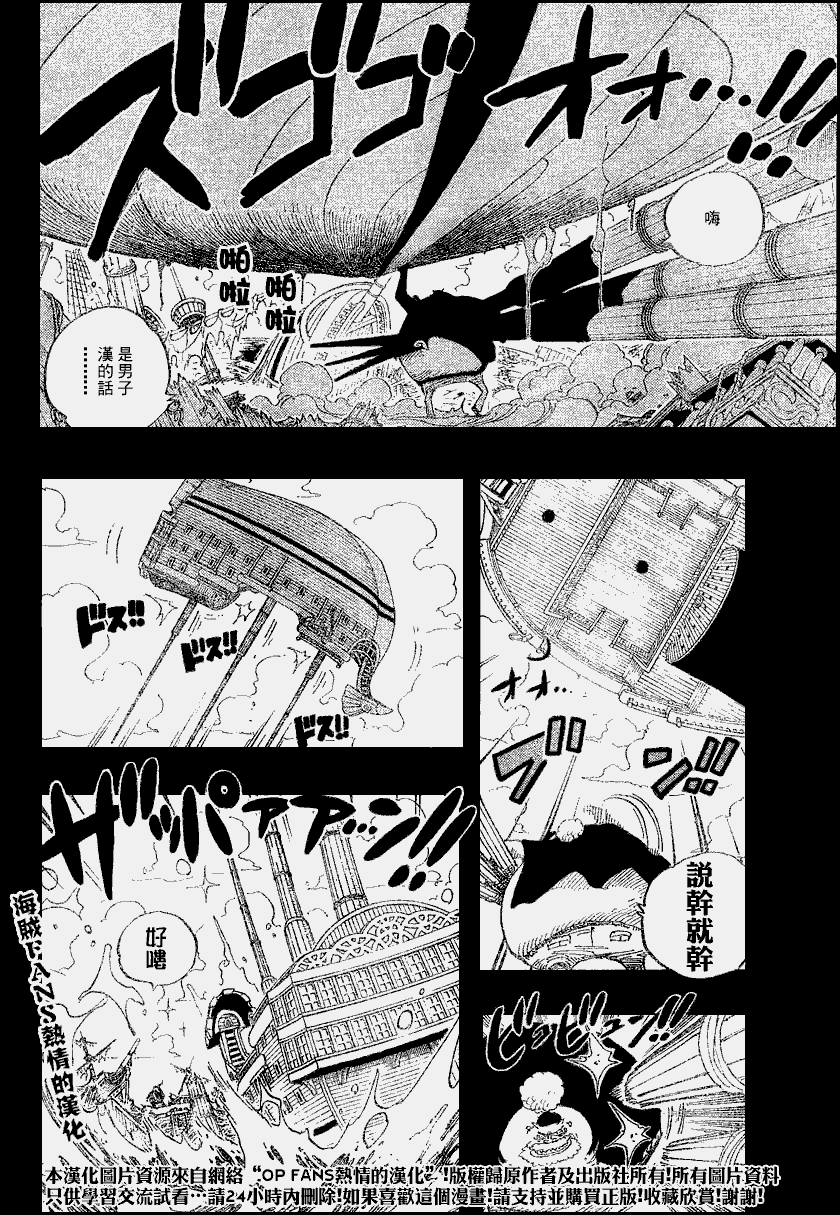 ズゴゴゴオオ…!!
嗨
啪啦
啪啦
是男子
漢的話
……
オオ…
ブン!!
說幹就幹
ドス!!
ドス!!
ドス!!
ザッパァアアン…!!
好嘍
ビュビュン!!
海賊FANS熱情的漢化
本漢化圖片資源來自網絡“OP FANS熱情的漢化”!版權歸原作者及出版社所有!所有圖片資料
只供學習交流試看…請24小時內刪除!如果喜歡這個漫畫!請支持並購買正版!收藏欣賞!謝謝!